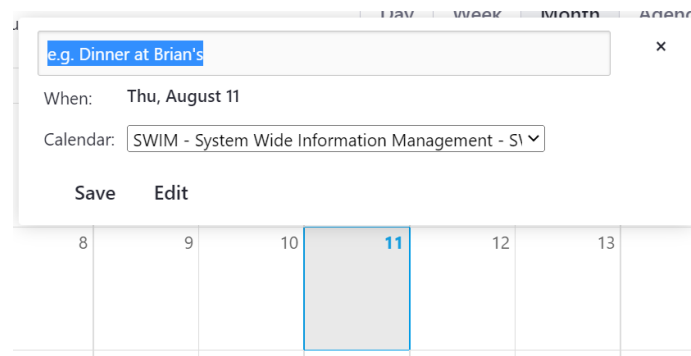 Day Week Month Agend
e.g. Dinner at Brian's
×
When: Thu, August 11
Calendar: SWIM - System Wide Information Management - S
Save Edit
8 9 10 11 12 13